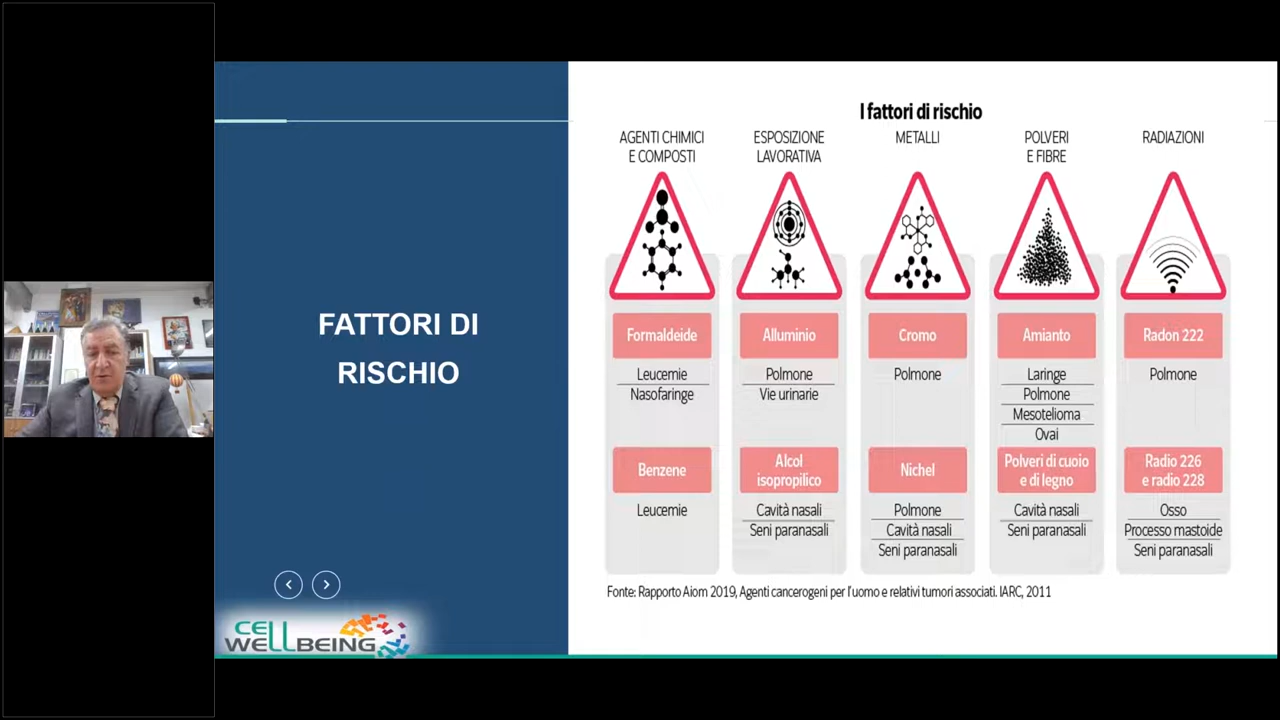 FATTORI DI
RISCHIO
CELL
WELLBEING
I fattori di rischio
AGENTI CHIMICI
E COMPOSTI
Formaldeide
Leucemie
Nasofaringe
Benzene
Leucemie
ESPOSIZIONE
LAVORATIVA
Alluminio
Polmone
Vie urinarie
Alcol
isopropilico
Cavità nasali
Seni paranasali
METALLI
Cromo
Polmone
Nichel
Polmone
Cavità nasali
Seni paranasali
POLVERI
E FIBRE
Amianto
Laringe
Polmone
Mesotelioma
Ovai
Polveri di cuoio
e di legno
Cavità nasali
Seni paranasali
RADIAZIONI
Radon 222
Polmone
Radio 226
e radio 228
Osso
Processo mastoide
Seni paranasali
Fonte: Rapporto Aiom 2019, Agenti cancerogeni per l'uomo e relativi tumori associati. IARC, 2011